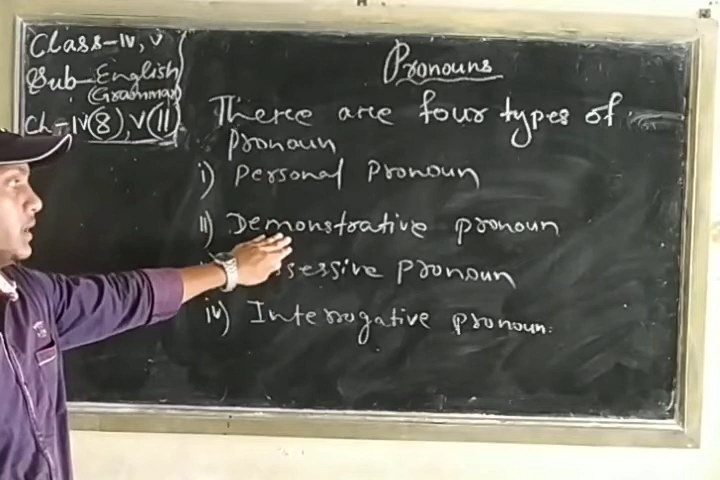 Class-IV, V
Sub-English
(Grammar)
Ch-IV(8), V(11)
Pronouns
There are four types of
pronoun
i) Personal Pronoun
ii) Demonstrative pronoun
ssessive pronoun
iv) Interrogative pronoun.